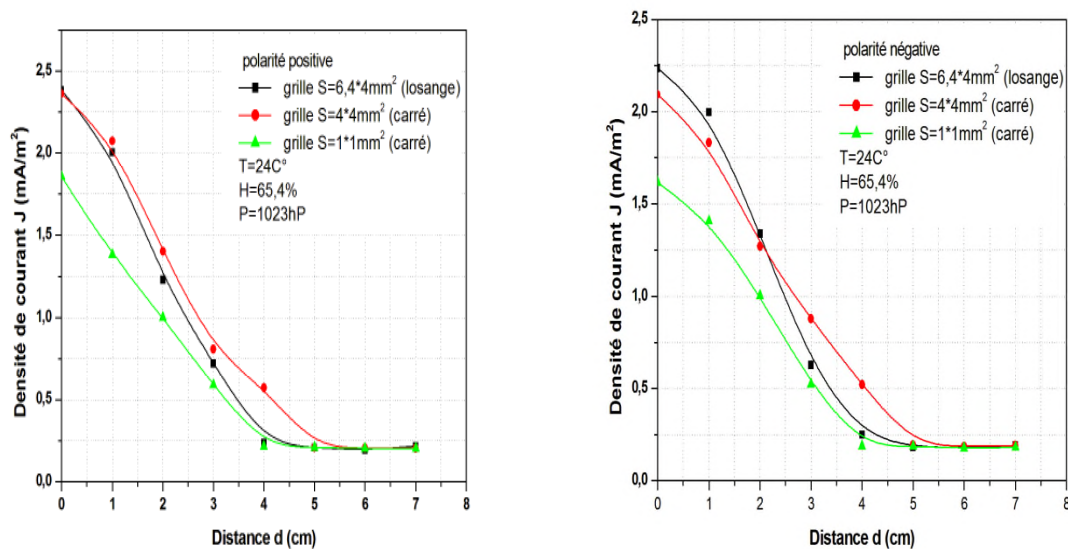 polarité positive
grille S=6,4*4mm² (losange)
grille S=4*4mm² (carré)
grille S=1*1mm² (carré)
T=24C°
H=65,4%
P=1023hP
Densité de courant J (mA/m²)
2,5
2,0
1,5
1,0
0,5
0,0
0 1 2 3 4 5 6 7 8
Distance d (cm)
polarité négative
grille S=6,4*4mm² (losange)
grille S=4*4mm² (carré)
grille S=1*1mm² (carré)
T=24C°
H=65,4%
P=1023hP
Densité de courant J (mA/m²)
2,5
2,0
1,5
1,0
0,5
0,0
0 1 2 3 4 5 6 7 8
Distance d (cm)